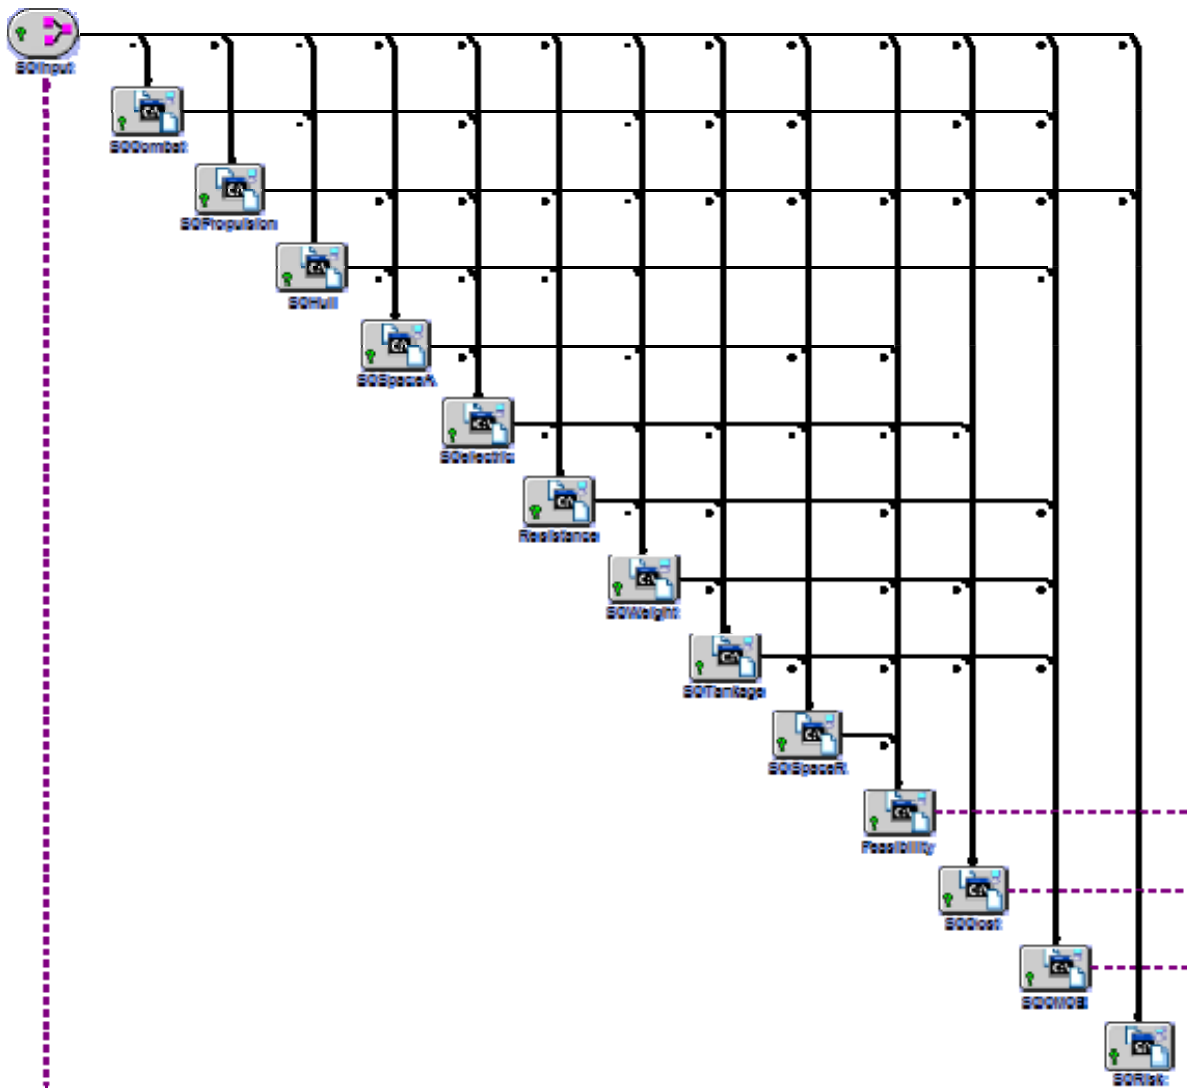 SCInput
SCCombat
SCPropulsion
SCHull
SCSpaceA
SCelectric
Resistance
SCWeight
SCTankage
SCSpaceR
Feasibility
SCCost
SCOMOE
SCRisk